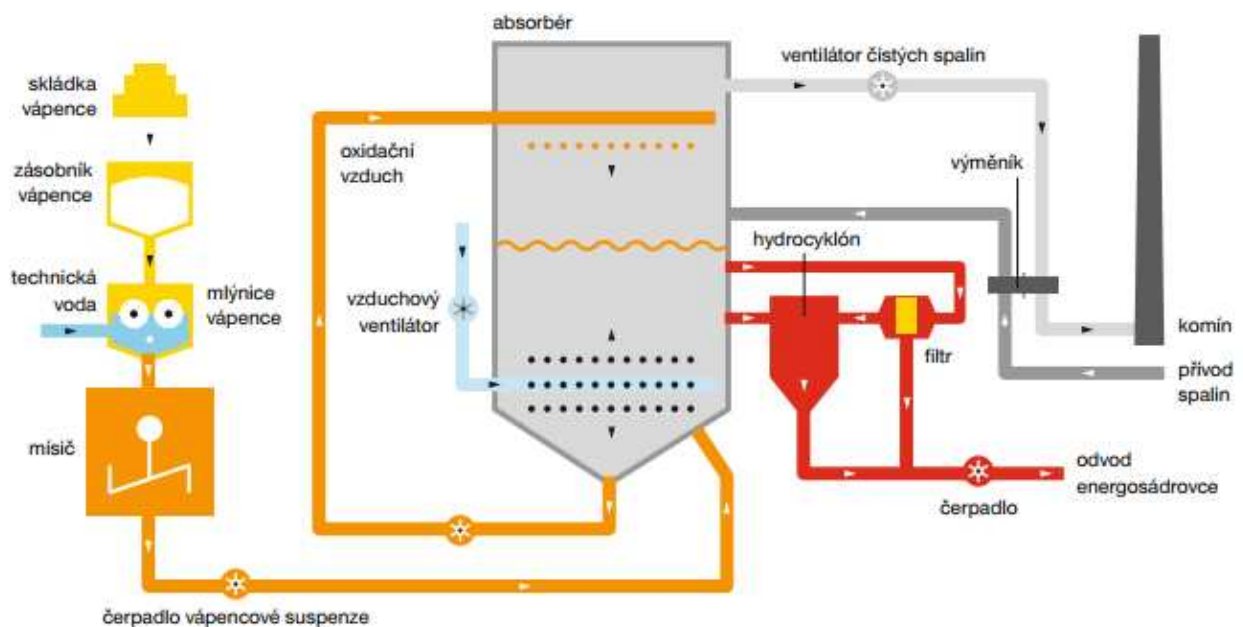 absorbér
ventilátor čistých spalin
skládka
vápence
oxidační
vzduch
výměník
zásobník
vápence
hydrocyklón
technická
voda
mlýnice
vápence
vzduchový
ventilátor
komín
filtr
přívod
spalin
mísič
odvod
energosádrovce
čerpadlo
čerpadlo vápencové suspenze